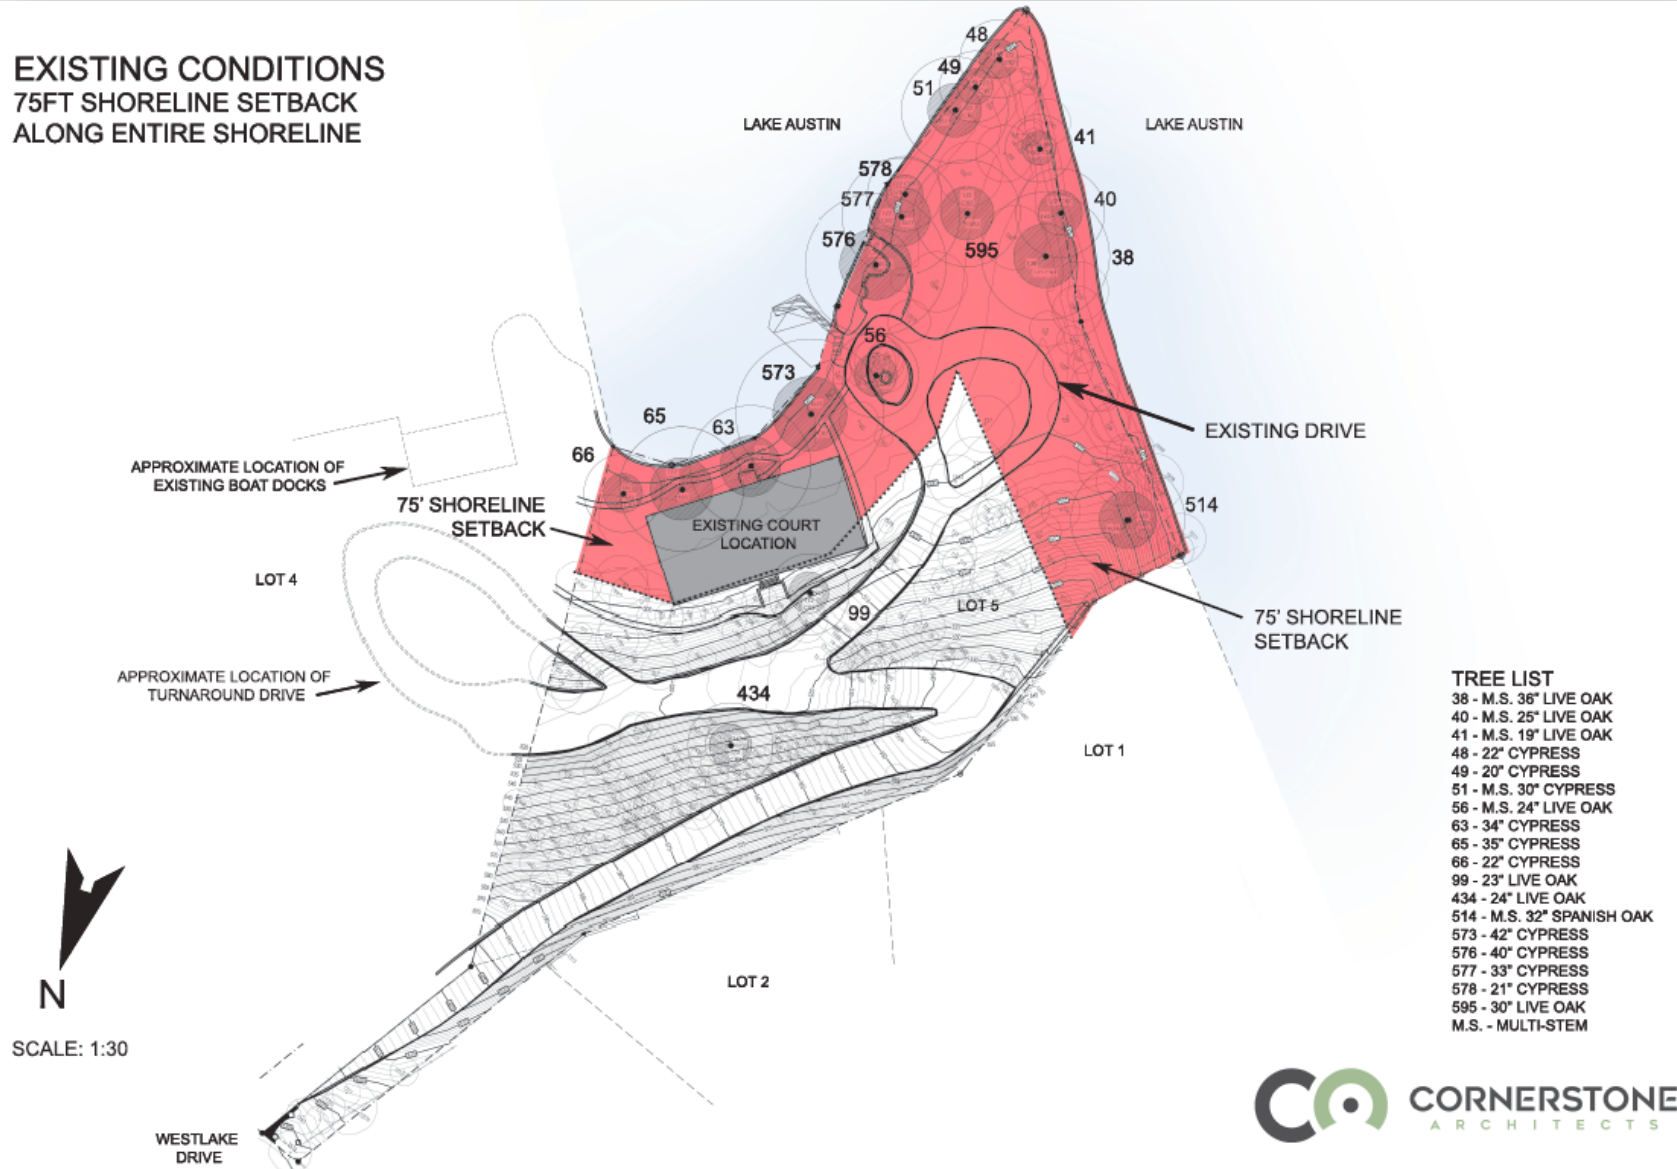 EXISTING CONDITIONS
75FT SHORELINE SETBACK
ALONG ENTIRE SHORELINE
48
49
51
LAKE AUSTIN
LAKE AUSTIN
41
578
577
40
576
595
38
56
573
65
63
EXISTING DRIVE
66
APPROXIMATE LOCATION OF
EXISTING BOAT DOCKS
75' SHORELINE
SETBACK
514
EXISTING COURT
LOCATION
LOT 4
99
LOT 5
75' SHORELINE
SETBACK
APPROXIMATE LOCATION OF
TURNAROUND DRIVE
434
LOT 1
TREE LIST
38 - M.S. 36" LIVE OAK
40 - M.S. 25" LIVE OAK
41 - M.S. 19" LIVE OAK
48 - 22" CYPRESS
49 - 20" CYPRESS
51 - M.S. 30" CYPRESS
56 - M.S. 24" LIVE OAK
63 - 34" CYPRESS
65 - 35" CYPRESS
66 - 22" CYPRESS
99 - 23" LIVE OAK
434 - 24" LIVE OAK
514 - M.S. 32" SPANISH OAK
573 - 42" CYPRESS
576 - 40" CYPRESS
577 - 33" CYPRESS
578 - 21" CYPRESS
595 - 30" LIVE OAK
M.S. - MULTI-STEM
LOT 2
N
SCALE: 1:30
WESTLAKE
DRIVE
CORNERSTONE
ARCHITECTS